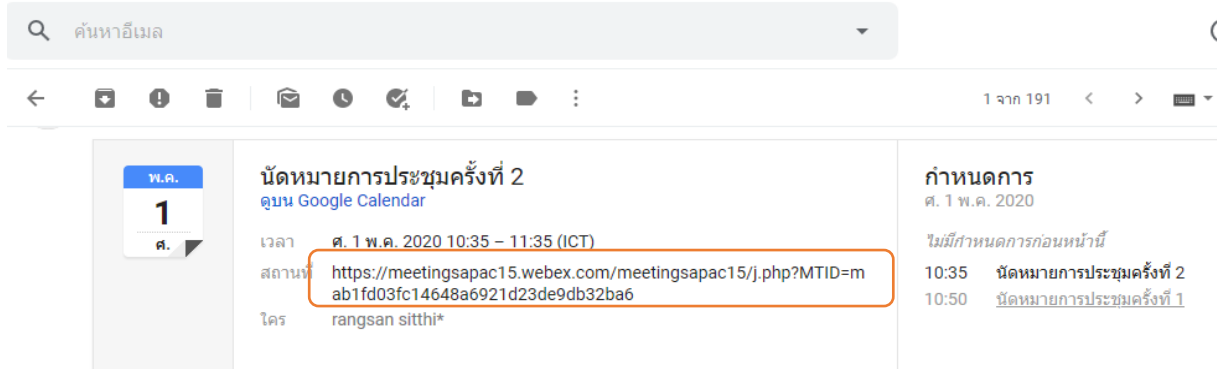 ค้นหาอีเมล
1 จาก 191
พ.ค.
1
ศ.
นัดหมายการประชุมครั้งที่ 2
ดูบน Google Calendar
เวลา ศ. 1 พ.ค. 2020 10:35 – 11:35 (ICT)
สถานที่ https://meetingsapac15.webex.com/meetingsapac15/j.php?MTID=m
ab1fd03fc14648a6921d23de9db32ba6
ใคร rangsan sitthi*
กำหนดการ
ศ. 1 พ.ค. 2020
ไม่มีกำหนดการก่อนหน้านี้
10:35 นัดหมายการประชุมครั้งที่ 2
10:50 นัดหมายการประชุมครั้งที่ 1